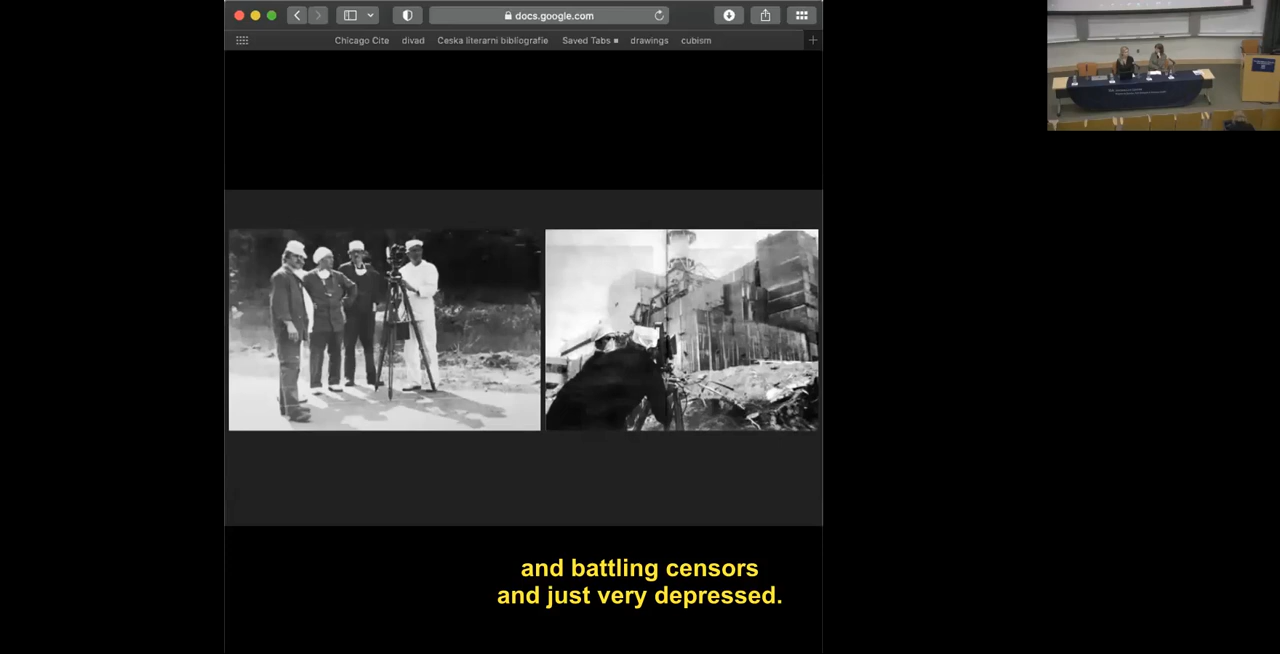 docs.google.com
Chicago Cite divad Ceska literarni bibliografie Saved Tabs drawings cubism
and battling censors
and just very depressed.